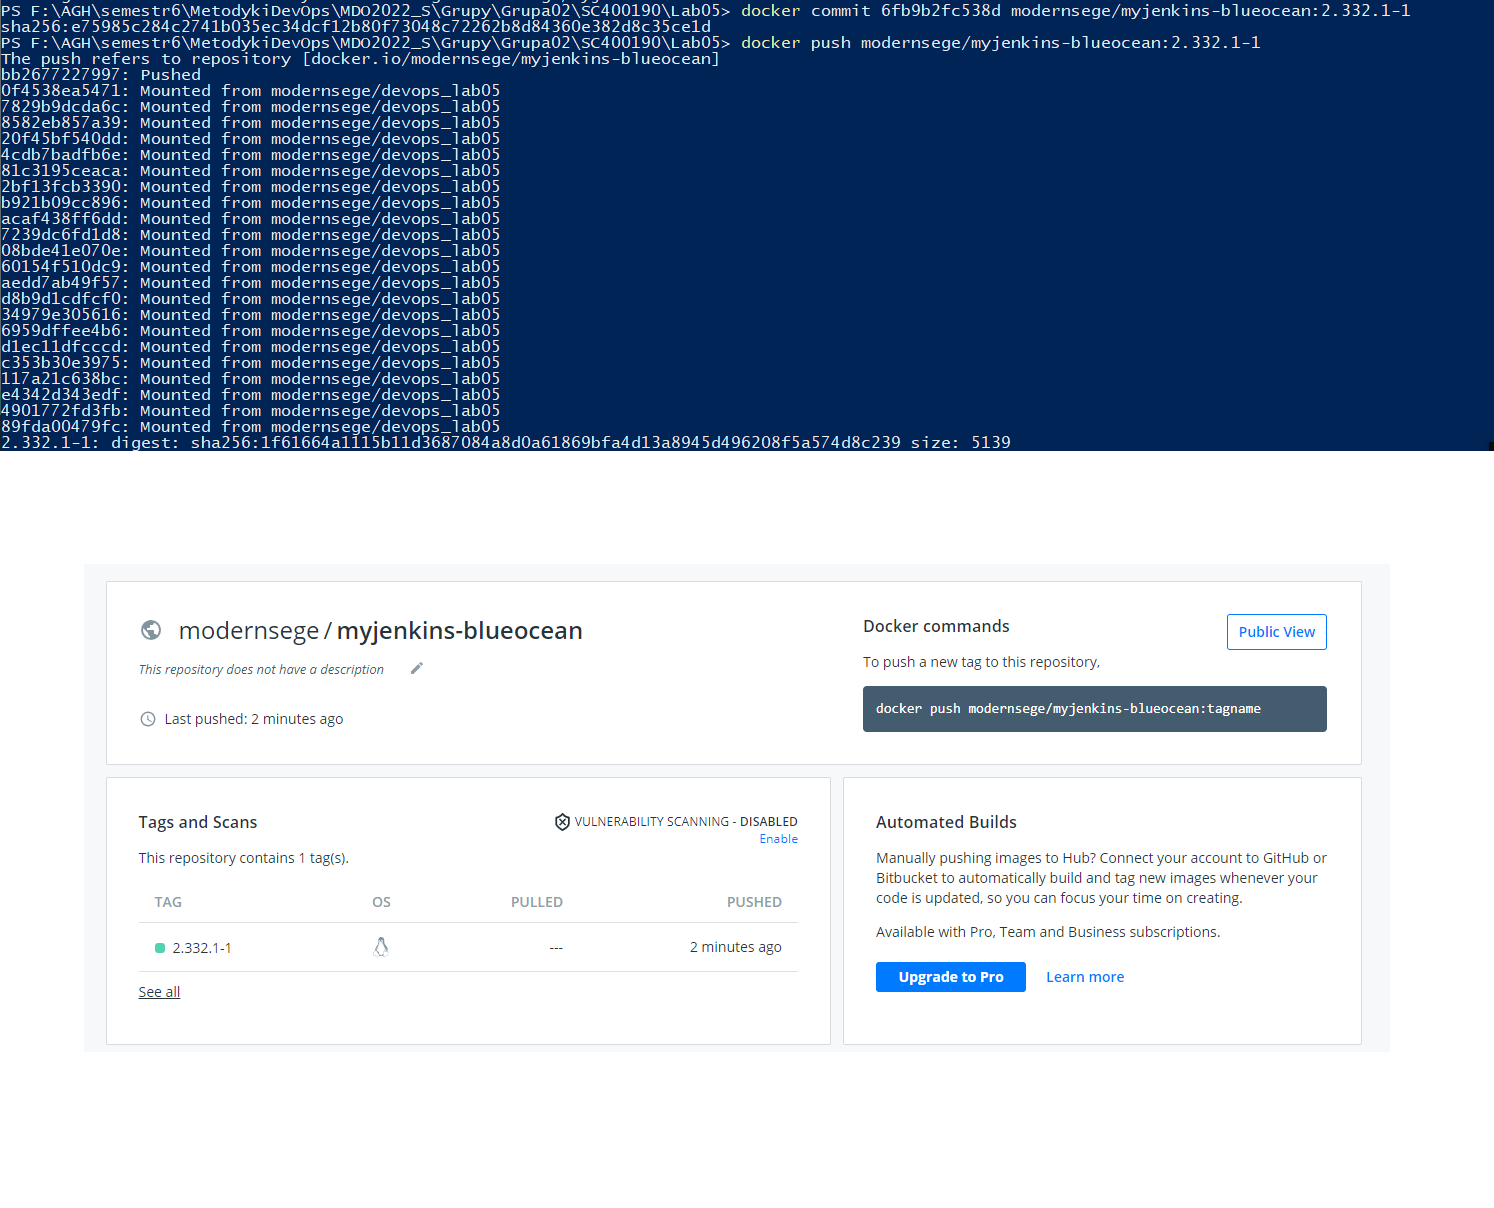 PS F:\AGH\semestr6\MetodykiDevOps\MDO2022_S\Grupy\Grupa02\SC400190\Lab05> docker commit 6fb9b2fc538d modernsege/myjenkins-blueocean:2.332.1-1
sha256:e75985c284c2741b035ec34dcf12b80f73048c72262b8d84360e382d8c35ce1d
PS F:\AGH\semestr6\MetodykiDevOps\MDO2022_S\Grupy\Grupa02\SC400190\Lab05> docker push modernsege/myjenkins-blueocean:2.332.1-1
The push refers to repository [docker.io/modernsege/myjenkins-blueocean]
bb2677227997: Pushed
0f4538ea5471: Mounted from modernsege/devops_lab05
7829b9dcda6c: Mounted from modernsege/devops_lab05
8582eb857a39: Mounted from modernsege/devops_lab05
20f45bf540dd: Mounted from modernsege/devops_lab05
4cdb7badfb6e: Mounted from modernsege/devops_lab05
81c3195ceaca: Mounted from modernsege/devops_lab05
2bf13fcb3390: Mounted from modernsege/devops_lab05
b921b09cc896: Mounted from modernsege/devops_lab05
acaf438ff6dd: Mounted from modernsege/devops_lab05
7239dc6fd1d8: Mounted from modernsege/devops_lab05
08bde41e070e: Mounted from modernsege/devops_lab05
60154f510dc9: Mounted from modernsege/devops_lab05
aedd7ab49f57: Mounted from modernsege/devops_lab05
d8b9d1cdfcf0: Mounted from modernsege/devops_lab05
34979e305616: Mounted from modernsege/devops_lab05
6959dffee4b6: Mounted from modernsege/devops_lab05
d1ec11dfcccd: Mounted from modernsege/devops_lab05
c353b30e3975: Mounted from modernsege/devops_lab05
117a21c638bc: Mounted from modernsege/devops_lab05
e4342d343edf: Mounted from modernsege/devops_lab05
4901772fd3fb: Mounted from modernsege/devops_lab05
89fda00479fc: Mounted from modernsege/devops_lab05
2.332.1-1: digest: sha256:1f61664a1115b11d3687084a8d0a61869bfa4d13a8945d496208f5a574d8c239 size: 5139
modernsege / myjenkins-blueocean
This repository does not have a description
Last pushed: 2 minutes ago
Docker commands
Public View
To push a new tag to this repository,
docker push modernsege/myjenkins-blueocean:tagname
Tags and Scans
VULNERABILITY SCANNING - DISABLED
Enable
This repository contains 1 tag(s).
TAG OS PULLED PUSHED
2.332.1-1 --- 2 minutes ago
See all
Automated Builds
Manually pushing images to Hub? Connect your account to GitHub or
Bitbucket to automatically build and tag new images whenever your
code is updated, so you can focus your time on creating.
Available with Pro, Team and Business subscriptions.
Upgrade to Pro Learn more